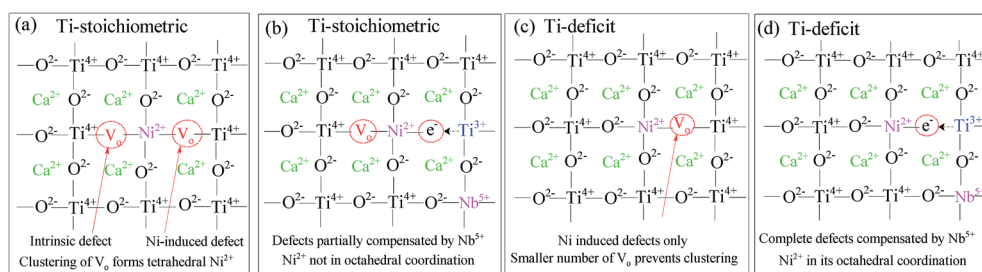 (a) Ti-stoichiometric
O²⁻ Ti⁴⁺ O²⁻ Ti⁴⁺ O²⁻ Ti⁴⁺
Ca²⁺ O²⁻ Ca²⁺ O²⁻ Ca²⁺ O²⁻
O²⁻ Ti⁴⁺ Vₒ Ni²⁺ Vₒ Ti⁴⁺
Ca²⁺ O²⁻ Ca²⁺ O²⁻ Ca²⁺ O²⁻
O²⁻ Ti⁴⁺ O²⁻ Ti⁴⁺ O²⁻ Ti⁴⁺
Intrinsic defect Ni-induced defect
Clustering of Vₒ forms tetrahedral Ni²⁺
(b) Ti-stoichiometric
O²⁻ Ti⁴⁺ O²⁻ Ti⁴⁺ O²⁻ Ti⁴⁺
Ca²⁺ O²⁻ Ca²⁺ O²⁻ Ca²⁺ O²⁻
O²⁻ Ti⁴⁺ Vₒ Ni²⁺ e⁻ Ti³⁺
Ca²⁺ O²⁻ Ca²⁺ O²⁻ Ca²⁺ O²⁻
O²⁻ Ti⁴⁺ O²⁻ Ti⁴⁺ O²⁻ Nb⁵⁺
Defects partially compensated by Nb⁵⁺
Ni²⁺ not in octahedral coordination
(c) Ti-deficit
O²⁻ Ti⁴⁺ O²⁻ Ti⁴⁺ O²⁻ Ti⁴⁺
Ca²⁺ O²⁻ Ca²⁺ O²⁻ Ca²⁺ O²⁻
O²⁻ Ti⁴⁺ O²⁻ Ni²⁺ Vₒ Ti⁴⁺
Ca²⁺ O²⁻ Ca²⁺ O²⁻ Ca²⁺ O²⁻
O²⁻ Ti⁴⁺ O²⁻ Ti⁴⁺ O²⁻ Ti⁴⁺
Ni induced defects only
Smaller number of Vₒ prevents clustering
(d) Ti-deficit
O²⁻ Ti⁴⁺ O²⁻ Ti⁴⁺ O²⁻ Ti⁴⁺
Ca²⁺ O²⁻ Ca²⁺ O²⁻ Ca²⁺ O²⁻
O²⁻ Ti⁴⁺ O²⁻ Ni²⁺ e⁻ Ti³⁺
Ca²⁺ O²⁻ Ca²⁺ O²⁻ Ca²⁺ O²⁻
O²⁻ Ti⁴⁺ O²⁻ Ti⁴⁺ O²⁻ Nb⁵⁺
Complete defects compensated by Nb⁵⁺
Ni²⁺ in its octahedral coordination